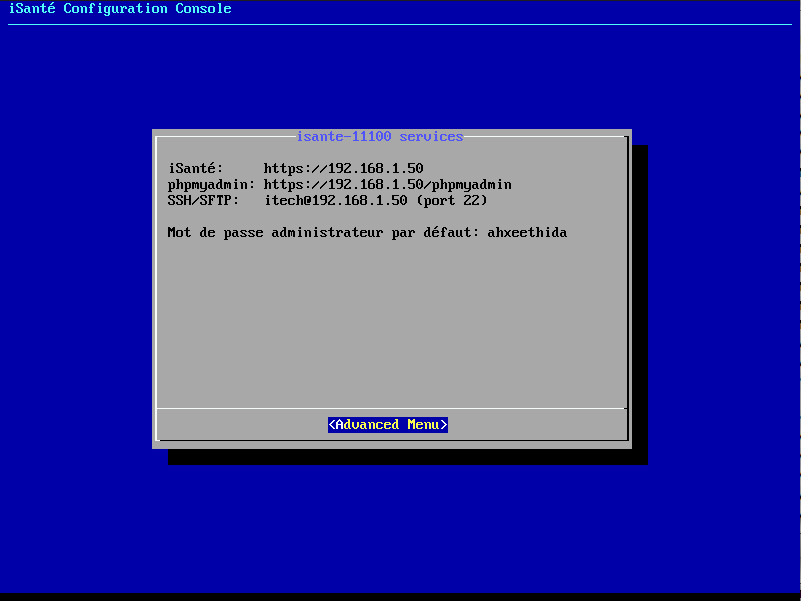 iSanté Configuration Console
isante-11100 services
iSanté: https://192.168.1.50
phpmyadmin: https://192.168.1.50/phpmyadmin
SSH/SFTP: itech@192.168.1.50 (port 22)
Mot de passe administrateur par défaut: ahxeethida
<Advanced Menu>